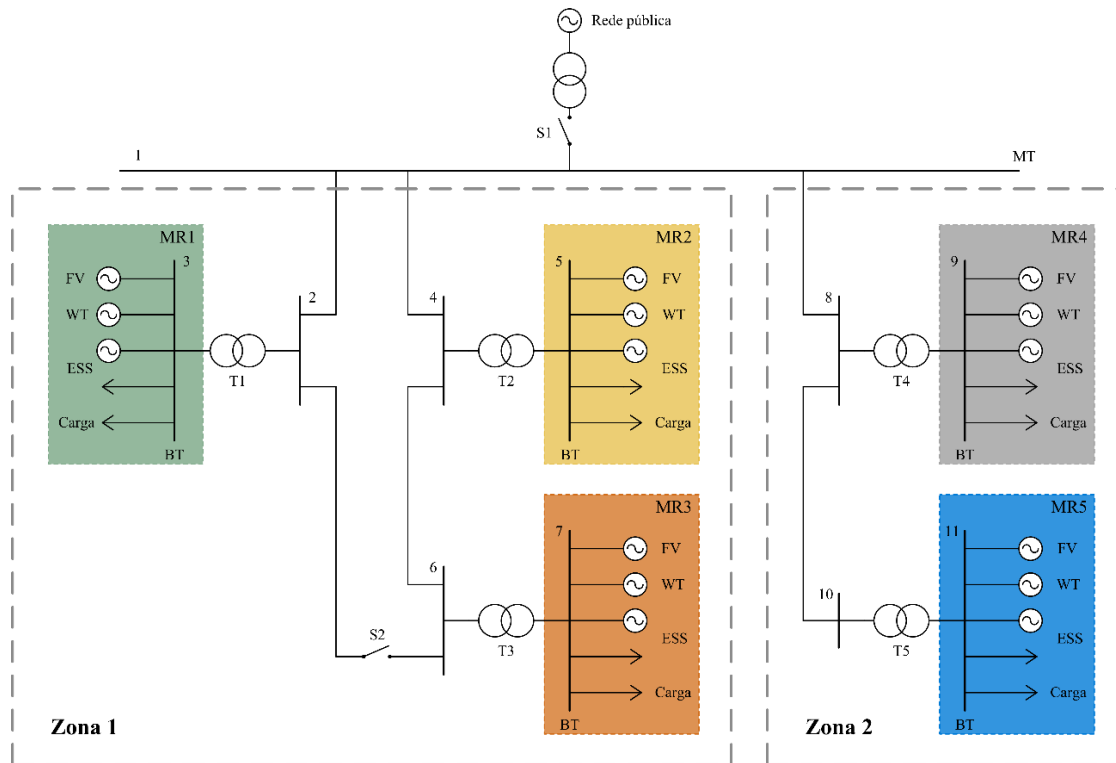 Rede pública
S1
1
MT
MR1
3
FV
WT
ESS
Carga
BT
T1
2
4
T2
MR2
5
FV
WT
ESS
Carga
BT
6
S2
T3
MR3
7
FV
WT
ESS
Carga
BT
Zona 1
8
T4
MR4
9
FV
WT
ESS
Carga
BT
10
T5
MR5
11
FV
WT
ESS
Carga
BT
Zona 2